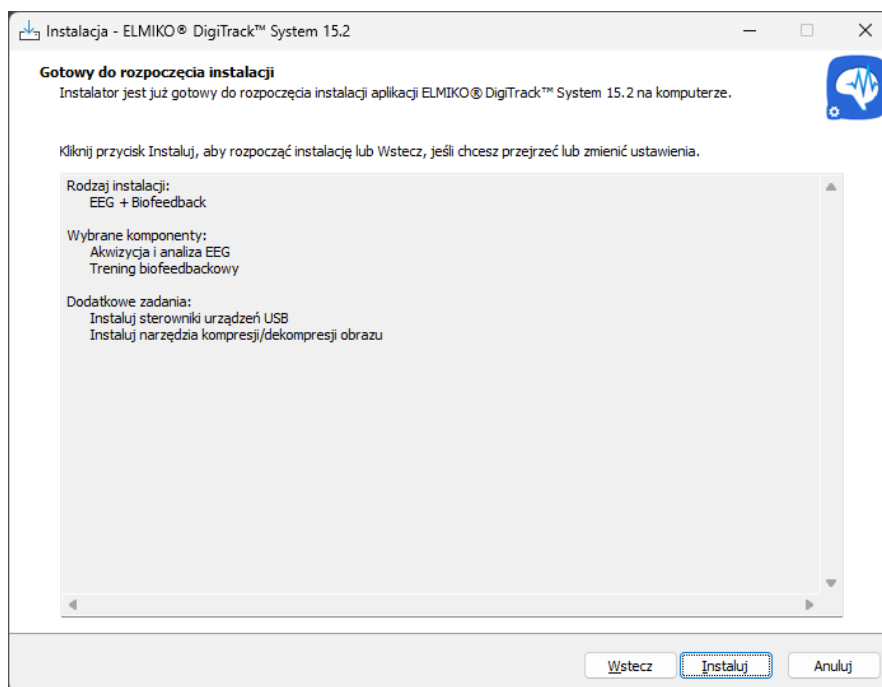 Instalacja - ELMIKO® DigiTrack™ System 15.2
Gotowy do rozpoczęcia instalacji
Instalator jest już gotowy do rozpoczęcia instalacji aplikacji ELMIKO® DigiTrack™ System 15.2 na komputerze.
Kliknij przycisk Instaluj, aby rozpocząć instalację lub Wstecz, jeśli chcesz przejrzeć lub zmienić ustawienia.
Rodzaj instalacji:
EEG + Biofeedback
Wybrane komponenty:
Akwizycja i analiza EEG
Trening biofeedbackowy
Dodatkowe zadania:
Instaluj sterowniki urządzeń USB
Instaluj narzędzia kompresji/dekompresji obrazu
Wstecz Instaluj Anuluj